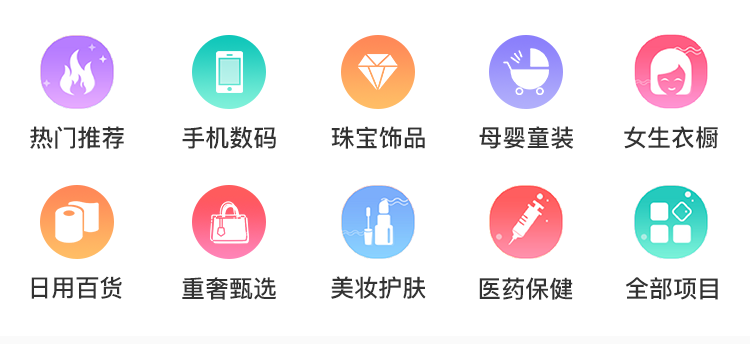 热门推荐
手机数码
珠宝饰品
母婴童装
女生衣橱
日用百货
重奢甄选
美妆护肤
医药保健
全部项目